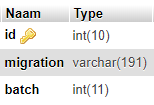 Naam Type
id int(10)
migration varchar(191)
batch int(11)